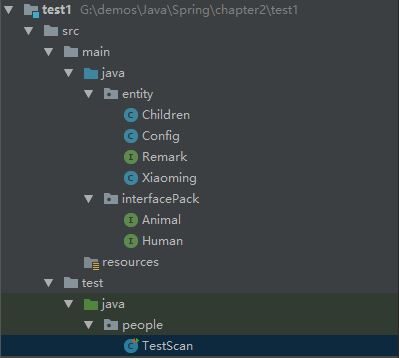 test1 G:\demos\Java\Spring\chapter2\test1
src
main
java
entity
C Children
C Config
I Remark
C Xiaoming
interfacePack
I Animal
I Human
resources
test
java
people
C TestScan